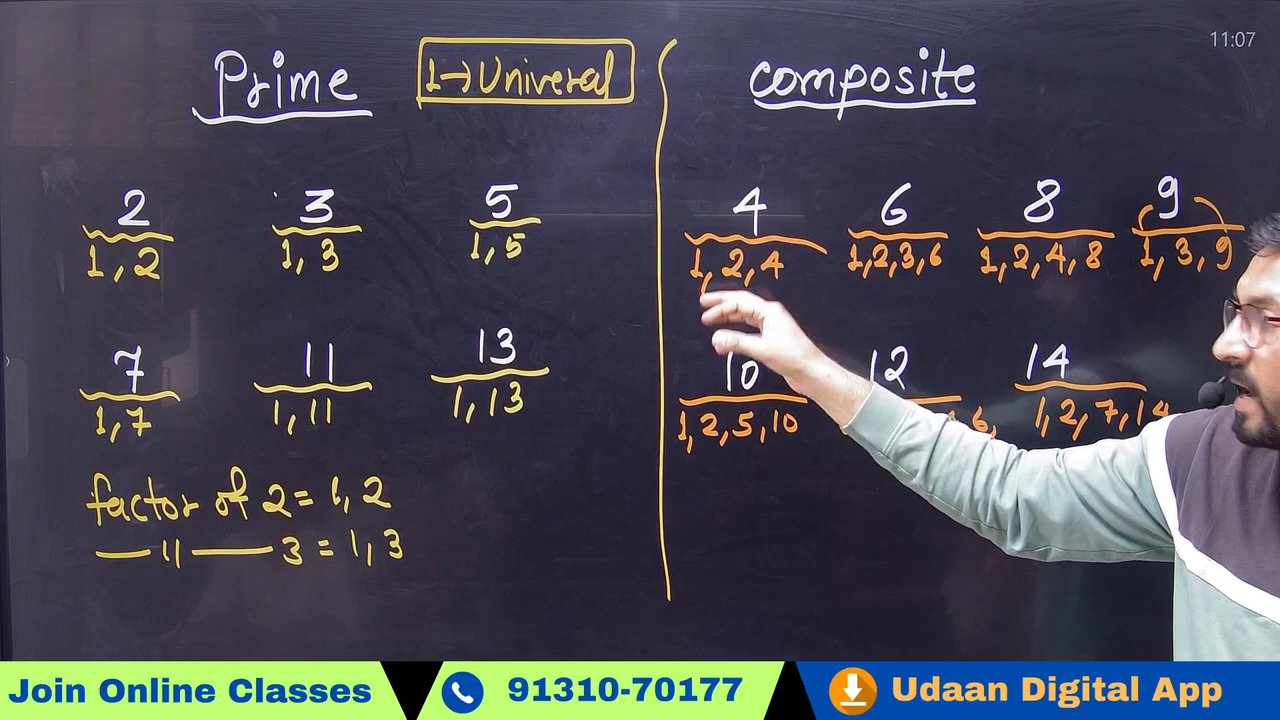 11:07
Prime
1→Univeral
composite
2
1, 2
3
1, 3
5
1, 5
4
1, 2, 4
6
1,2,3,6
8
1, 2, 4, 8
9
1, 3, 9
7
1,7
11
1,11
13
1,13
10
1,2,5,10
12
6,
14
1, 2, 7, 14
factor of 2 = 1, 2
—— 11 —— 3 = 1, 3
Join Online Classes
91310-70177
Udaan Digital App